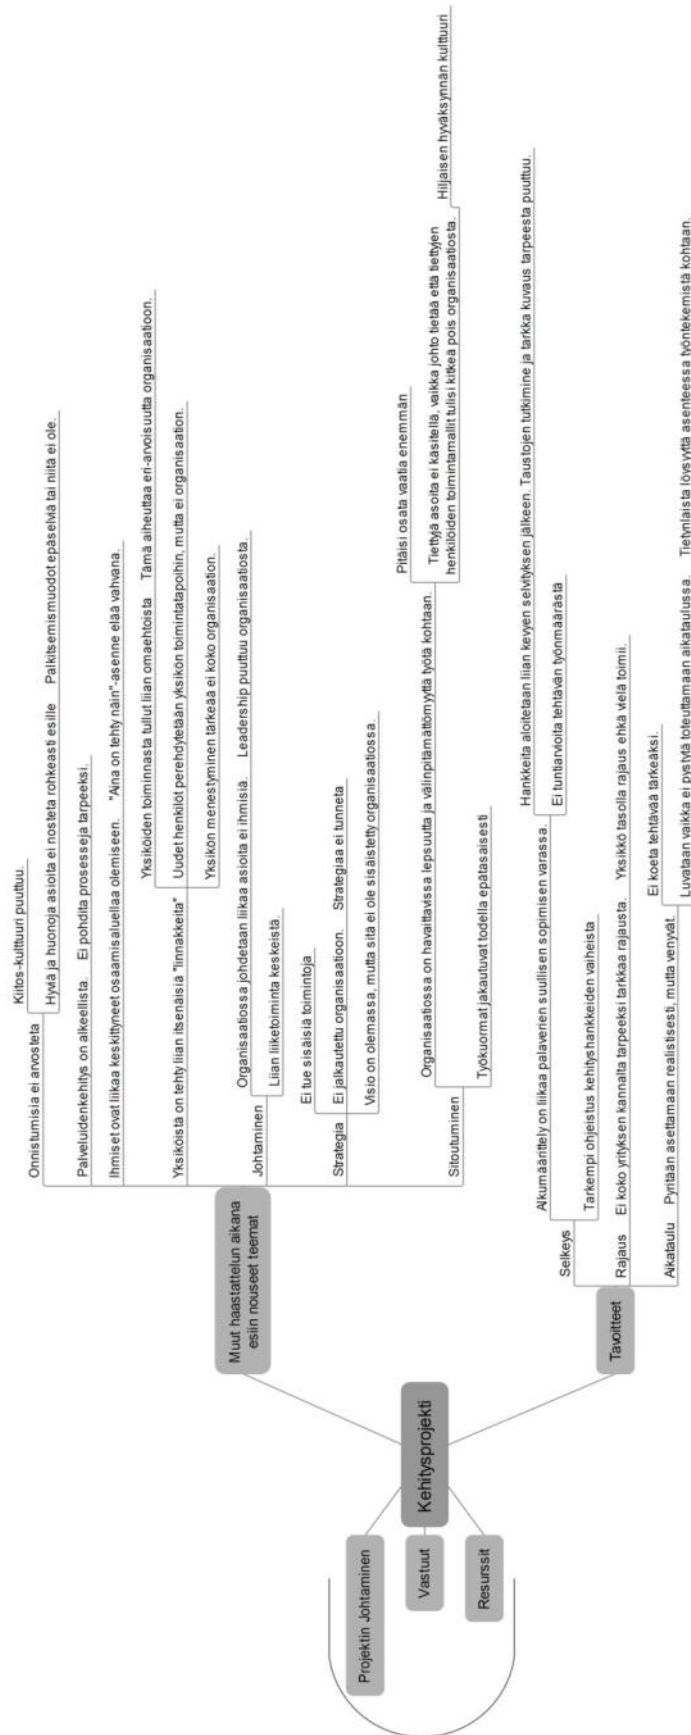 Kehitysprojekti
Projektin Johtaminen
Vastuut
Resurssit
Muut haastattelun aikana
esiin nouseet teemat
Onnistumisia ei arvosteta
Kiitos-kulttuuri puuttuu.
Hyviä ja huonoja asioita ei nosteta rohkeasti esille
Palkitsemismuodot epäselviä tai niitä ei ole.
Palveluidenkehitys on alkeellista.
Ei pohdita prosesseja tarpeeksi.
Ihmiset ovat liikaa keskittyneet osaamisaluellaa olemiseen.
"Aina on tehty näin"-asenne elää vahvana.
Yksiköistä on tehty liian itsenäisiä "linnakkeita"
Yksiköiden toiminnasta tullut liian omaehtoista
Tämä aiheuttaa eri-arvoisuutta organisaatioon.
Uudet henkilöt perehdytetään yksikön toimintatapoihin, mutta ei organisaation.
Yksikön menestyminen tärkeää ei koko organisaation.
Johtaminen
Organisaatiossa johdetaan liikaa asioita ei ihmisiä.
Leadership puuttuu organisaatiosta.
Liian liiketoiminta keskeistä.
Strategia
Ei tue sisäisiä toimintoja
Ei jalkautettu organisaatioon.
Strategiaa ei tunneta
Visio on olemassa, mutta sitä ei ole sisäistetty organisaatiossa.
Sitoutuminen
Organisaatiossa on havaittavissa lepsuutta ja välinpitämättömyyttä työtä kohtaan.
Pitäisi osata vaatia enemmän
Tiettyjä asoita ei käsitellä, vaikka johto tietää että tiettyjen
henkilöiden toimintamallit tulisi kitkeä pois organisaatiosta.
Hiljaisen hyväksynnän kulttuuri
Työkuormat jakautuvat todella epätasaisesti
Tavoitteet
Selkeys
Alkumäärittely on liikaa palaverien suullisen sopimisen varassa.
Hankkeita aloitetaan liian kevyen selvityksen jälkeen. Taustojen tutkimine ja tarkka kuvaus tarpeesta puuttuu.
Ei tuntiarvioita tehtävän työnmäärästä
Tarkempi ohjeistus kehityshankkeiden vaiheista
Rajaus
Ei koko yrityksen kannalta tarpeeksi tarkkaa rajausta.
Yksikkö tasolla rajaus ehkä vielä toimii.
Aikataulu
Pyritään asettamaan realistisesti, mutta venyvät.
Ei koeta tehtävää tärkeäksi.
Luvataan vaikka ei pystytä toteuttamaan aikataulussa.
Tietynlaista lövsyyttä asenteessa työntekemistä kohtaan.